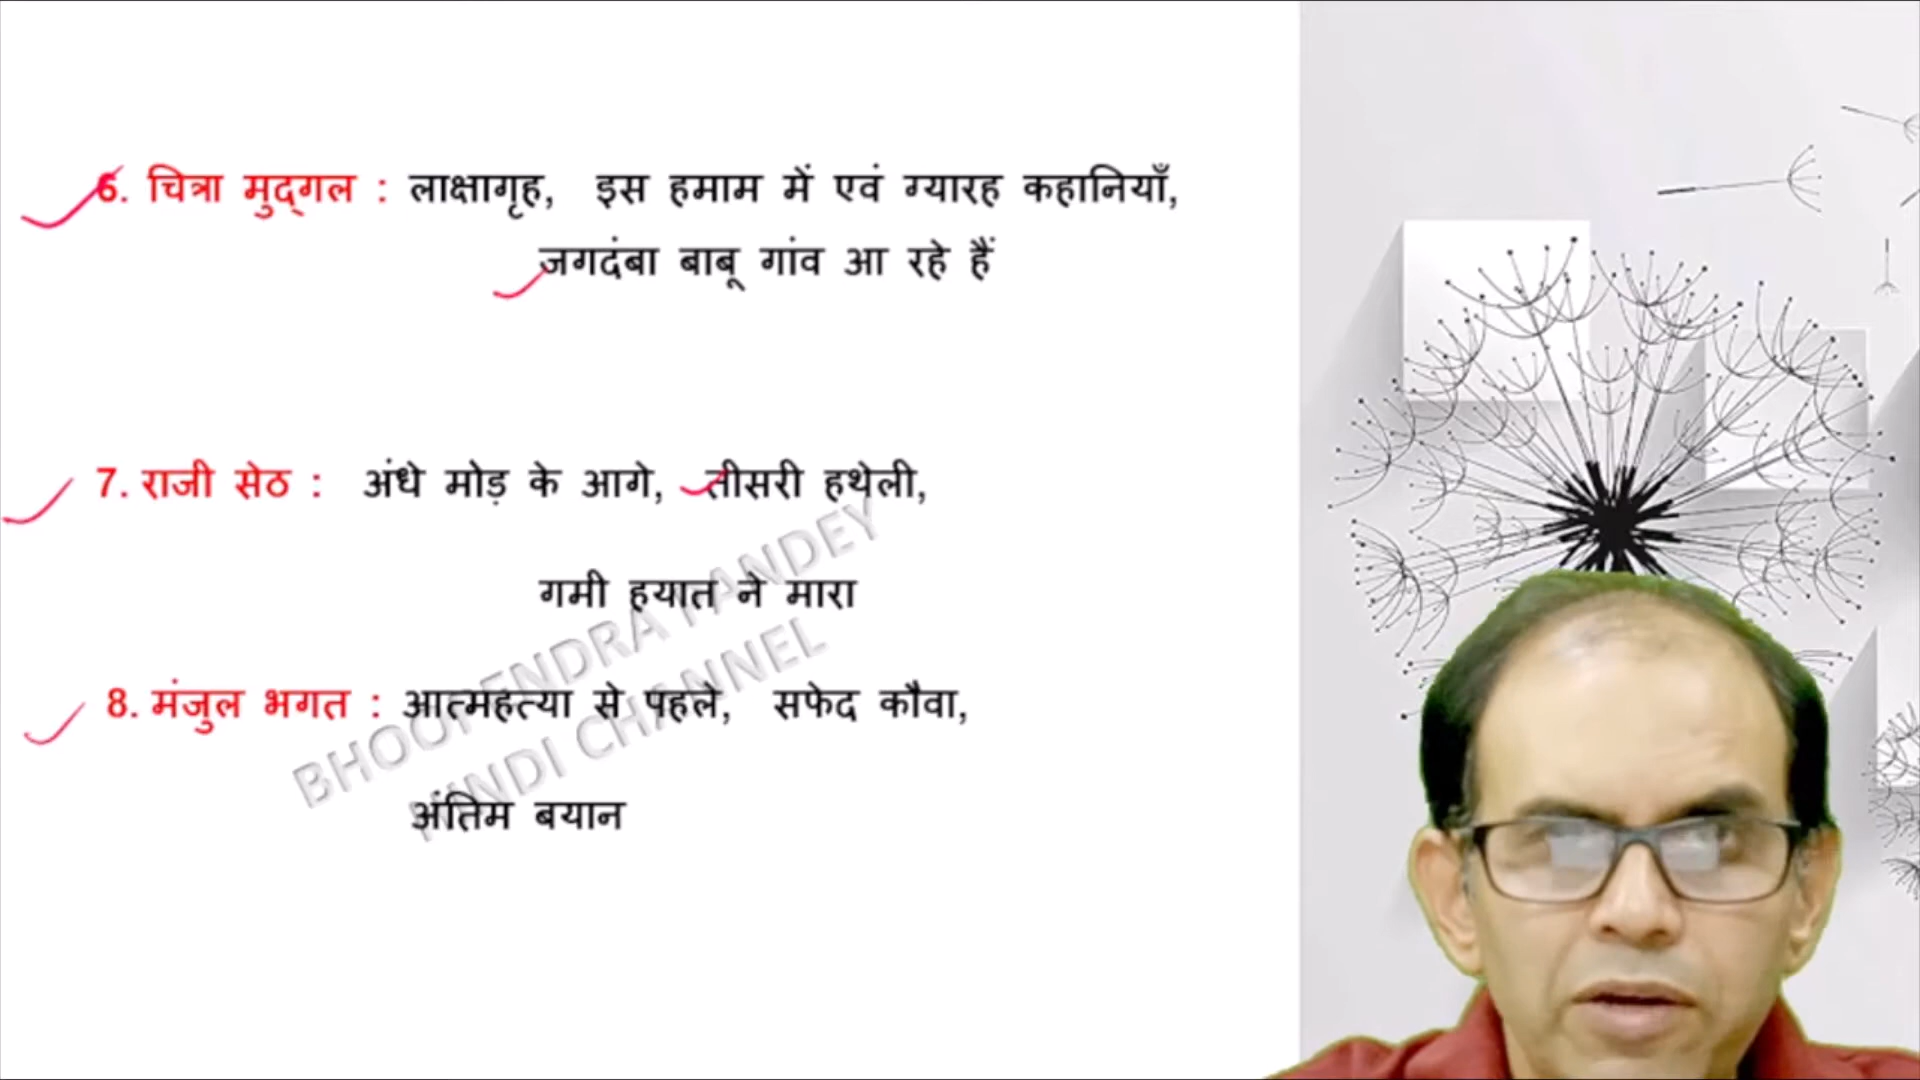 6. चित्रा मुद्गल : लाक्षागृह, इस हमाम में एवं ग्यारह कहानियाँ,
जगदंबा बाबू गांव आ रहे हैं
7. राजी सेठ : अंधे मोड़ के आगे, तीसरी हथेली,
गमी हयात ने मारा
8. मंजुल भगत : आत्महत्या से पहले, सफेद कौवा,
अंतिम बयान
BHOOPENDRA PANDEY
HINDI CHANNEL